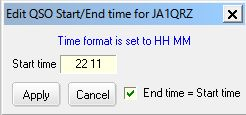 Edit QSO Start/End time for JA1QRZ
Time format is set to HH MM
Start time 22 11
Apply Cancel End time = Start time